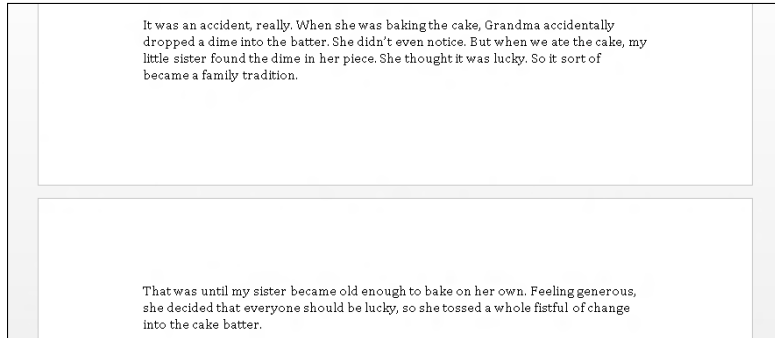 It was an accident, really. When she was baking the cake, Grandma accidentally
dropped a dime into the batter. She didn’t even notice. But when we ate the cake, my
little sister found the dime in her piece. She thought it was lucky. So it sort of
became a family tradition.
That was until my sister became old enough to bake on her own. Feeling generous,
she decided that everyone should be lucky, so she tossed a whole fistful of change
into the cake batter.